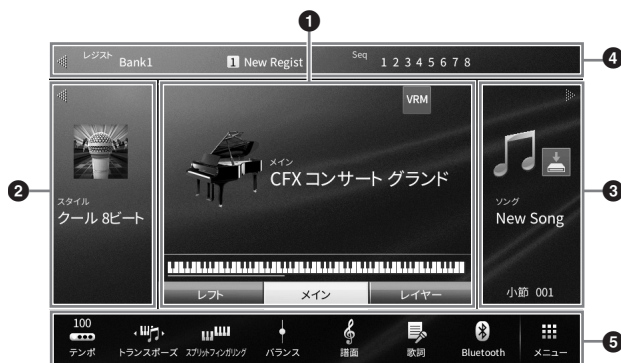 ❶
レジスト Bank1 1 New Regist Seq 1 2 3 4 5 6 7 8
❹
VRM
メイン
CFX コンサート グランド
❷
スタイル
クール 8ビート
❸
ソング
New Song
小節 001
レフト メイン レイヤー
100
テンポ トランスポーズ スプリットフィンガリング バランス 譜面 歌詞 Bluetooth メニュー
❺